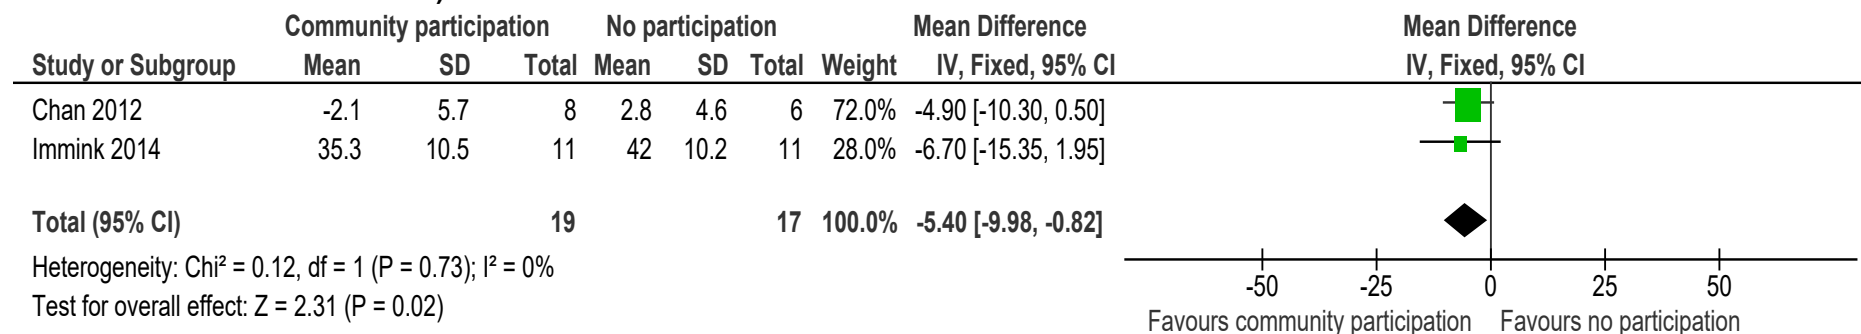 Community participation No participation Mean Difference Mean Difference
Study or Subgroup Mean SD Total Mean SD Total Weight IV, Fixed, 95% CI IV, Fixed, 95% CI
Chan 2012 -2.1 5.7 8 2.8 4.6 6 72.0% -4.90 [-10.30, 0.50]
Immink 2014 35.3 10.5 11 42 10.2 11 28.0% -6.70 [-15.35, 1.95]
Total (95% CI) 19 17 100.0% -5.40 [-9.98, -0.82]
Heterogeneity: Chi² = 0.12, df = 1 (P = 0.73); I² = 0%
Test for overall effect: Z = 2.31 (P = 0.02)
-50 -25 0 25 50
Favours community participation Favours no participation